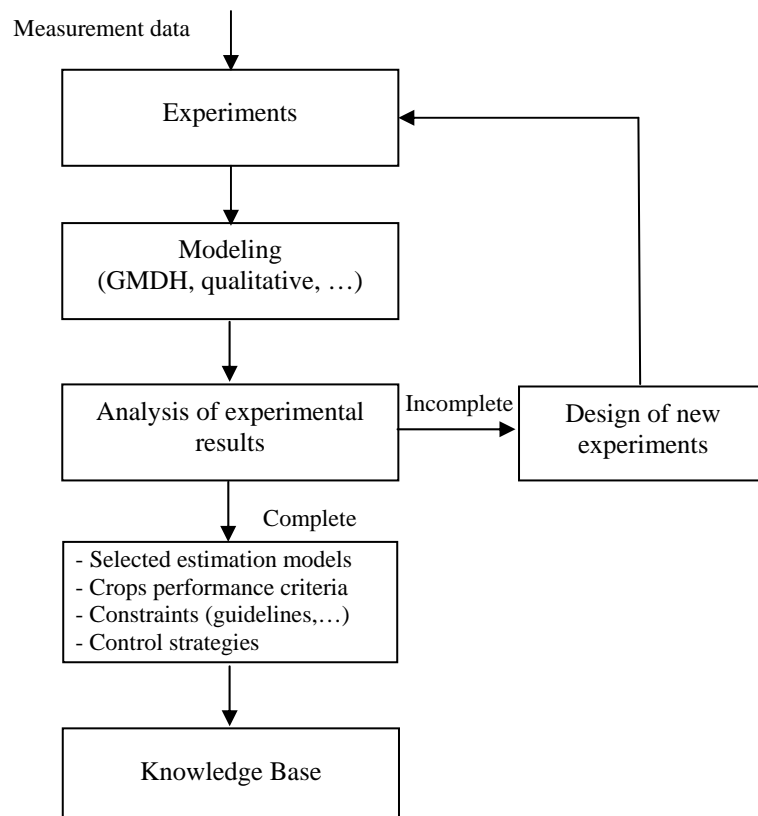 Measurement data
Experiments
Modeling
(GMDH, qualitative, …)
Analysis of experimental
results
Incomplete
Design of new
experiments
Complete
- Selected estimation models
- Crops performance criteria
- Constraints (guidelines,…)
- Control strategies
Knowledge Base